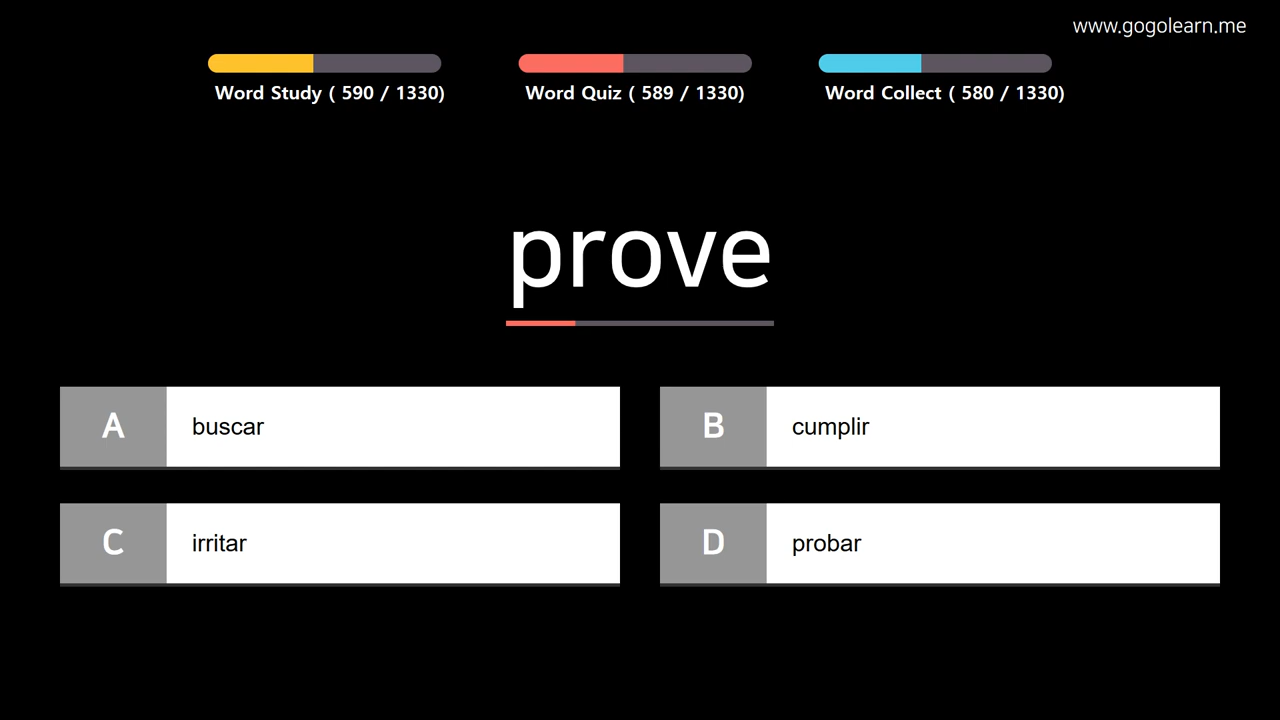 www.gogolearn.me
Word Study ( 590 / 1330)
Word Quiz ( 589 / 1330)
Word Collect ( 580 / 1330)
prove
A buscar
B cumplir
C irritar
D probar